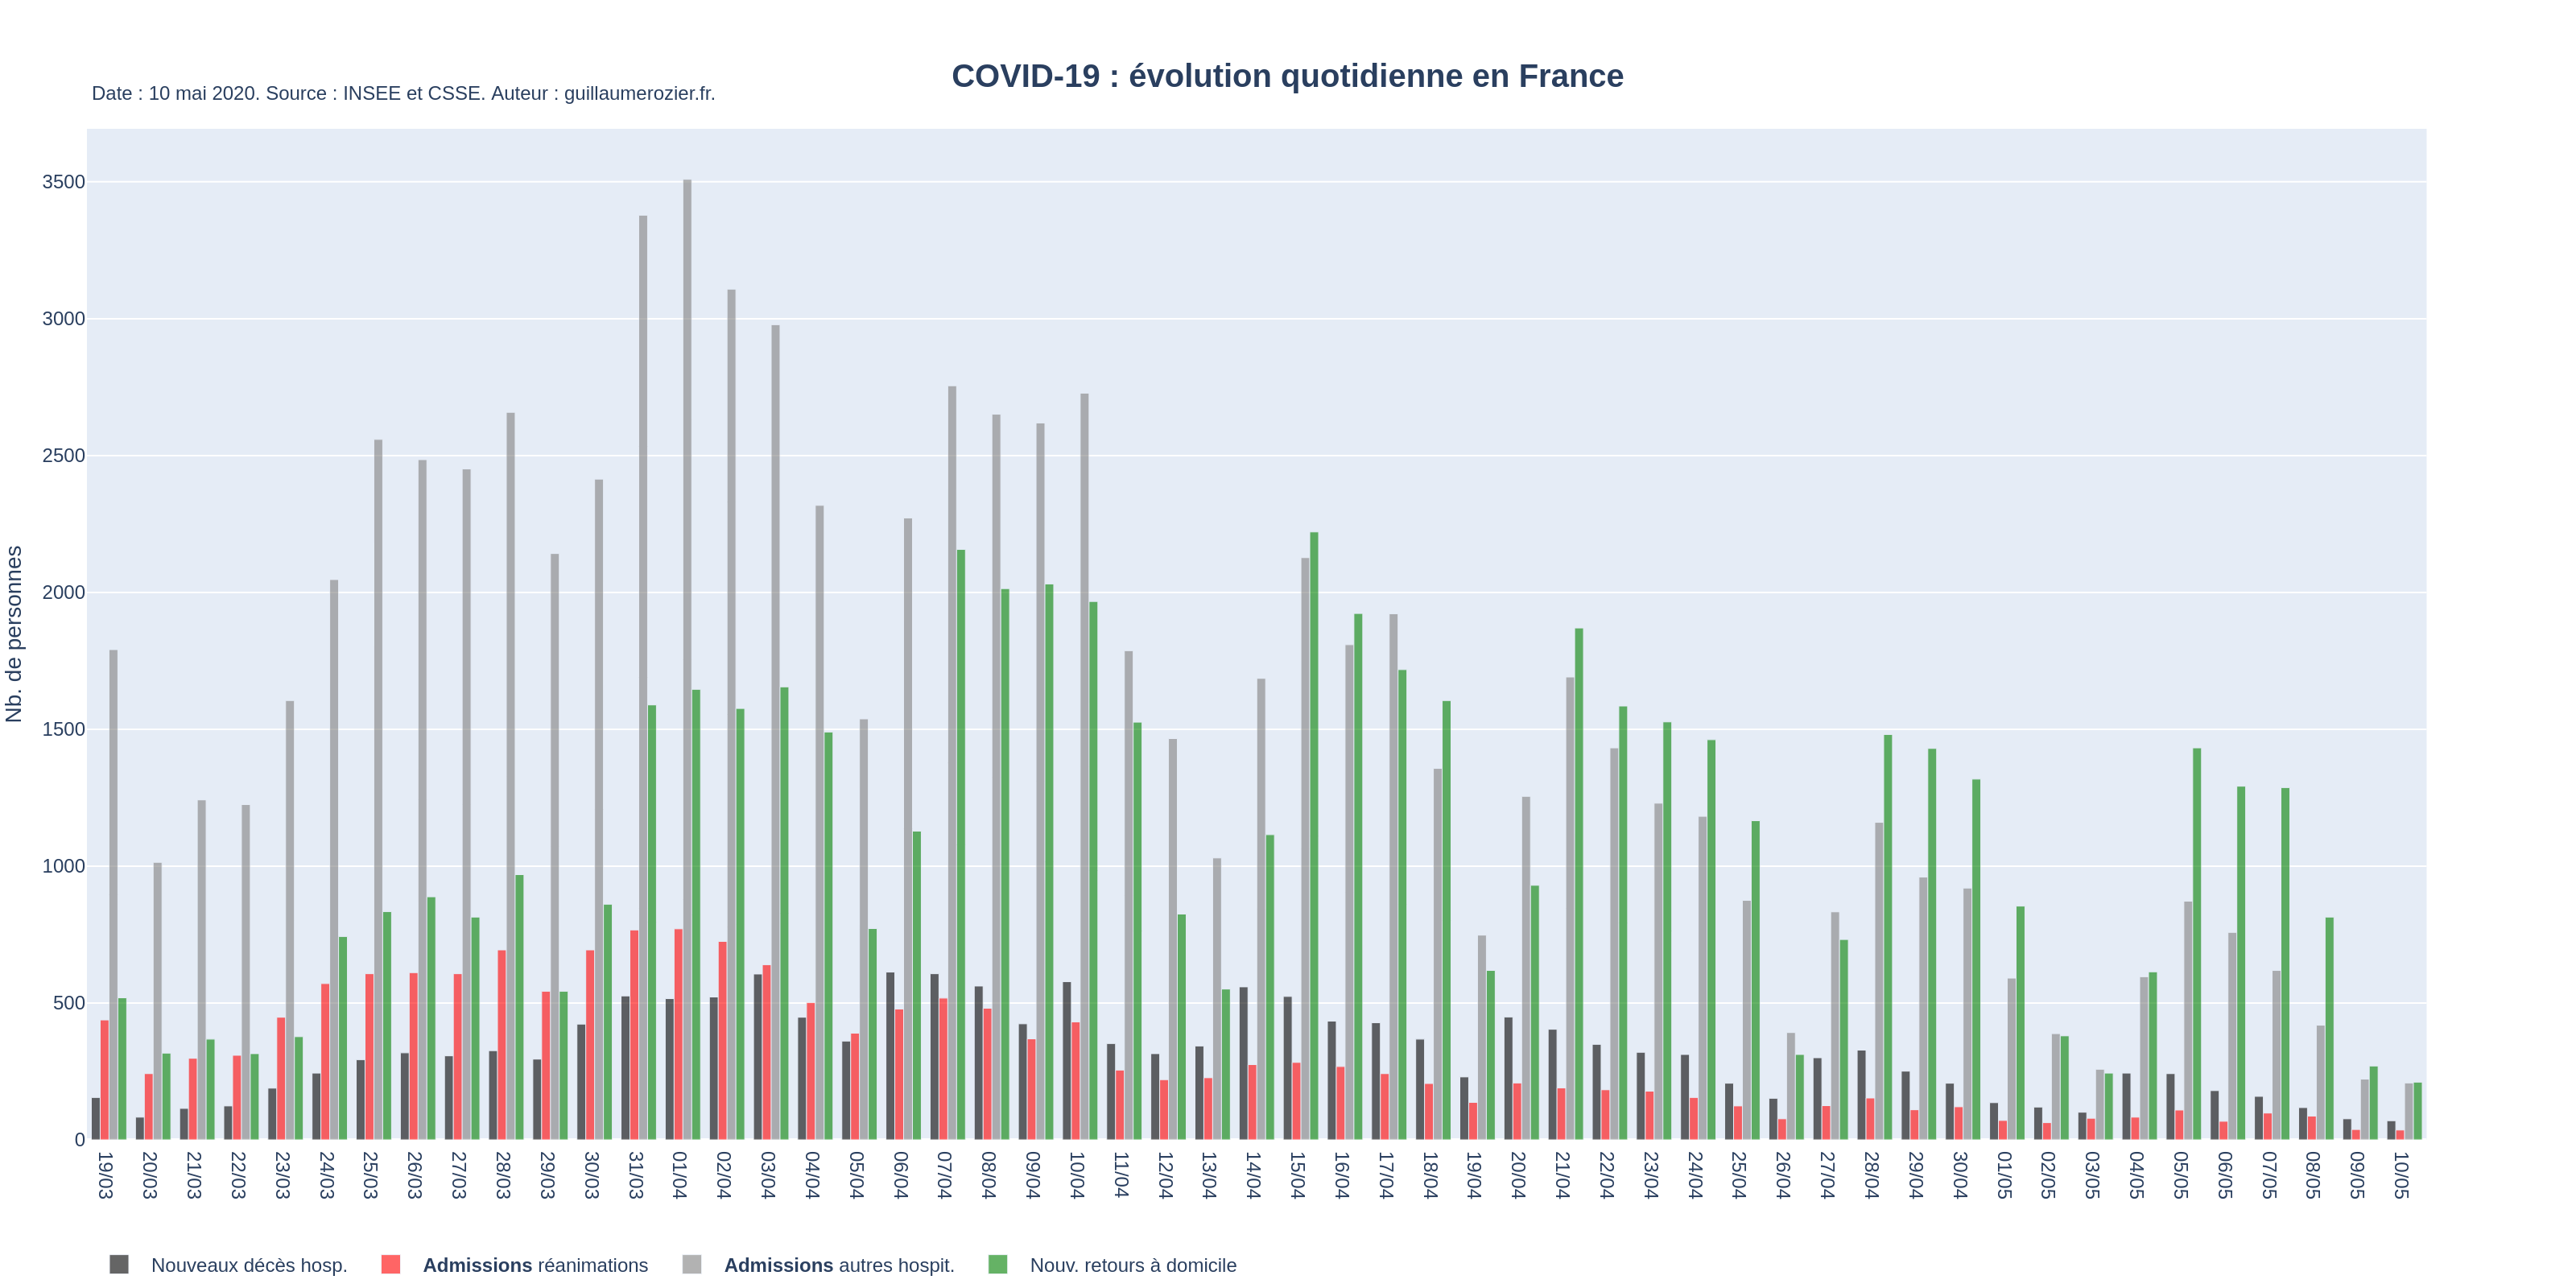 COVID-19 : évolution quotidienne en France
Date : 10 mai 2020. Source : INSEE et CSSE. Auteur : guillaumerozier.fr.
Nb. de personnes
3500
3000
2500
2000
1500
1000
500
0
19/03 20/03 21/03 22/03 23/03 24/03 25/03 26/03 27/03 28/03 29/03 30/03 31/03 01/04 02/04 03/04 04/04 05/04 06/04 07/04 08/04 09/04 10/04 11/04 12/04 13/04 14/04 15/04 16/04 17/04 18/04 19/04 20/04 21/04 22/04 23/04 24/04 25/04 26/04 27/04 28/04 29/04 30/04 01/05 02/05 03/05 04/05 05/05 06/05 07/05 08/05 09/05 10/05
Nouveaux décès hosp. Admissions réanimations Admissions autres hospit. Nouv. retours à domicile